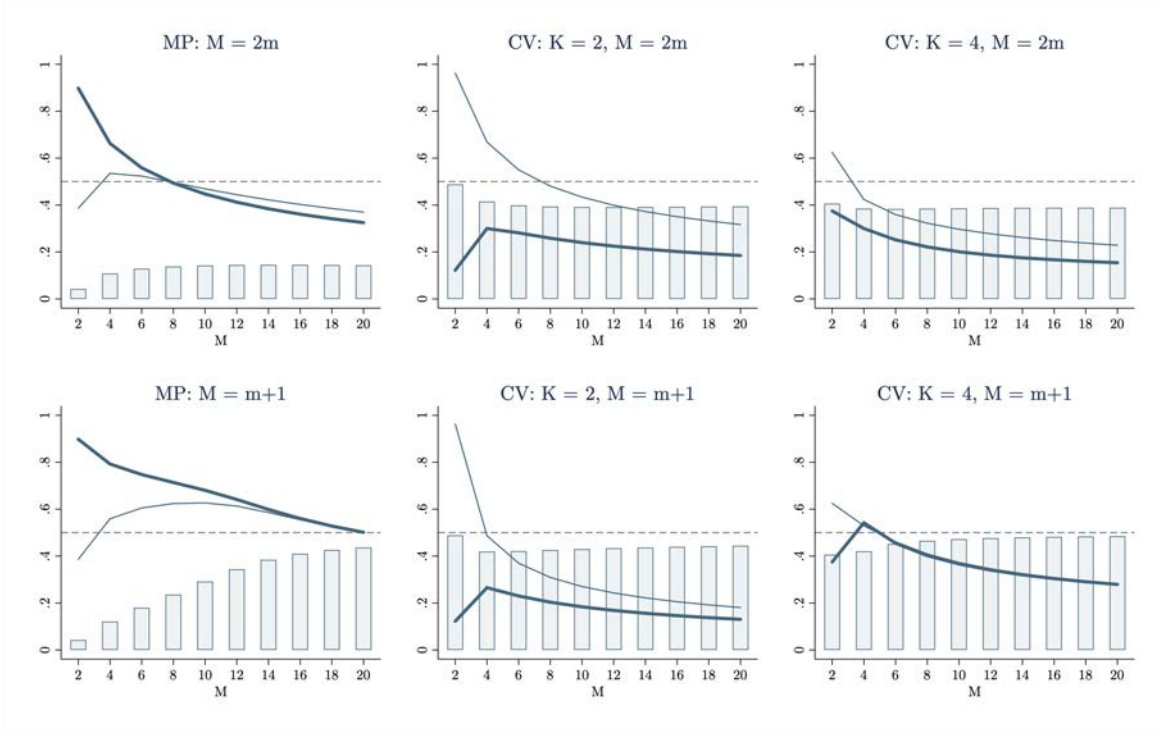 MP: M = 2m
1
.8
.6
.4
.2
0
2 4 6 8 10 12 14 16 18 20
M
CV: K = 2, M = 2m
1
.8
.6
.4
.2
0
2 4 6 8 10 12 14 16 18 20
M
CV: K = 4, M = 2m
1
.8
.6
.4
.2
0
2 4 6 8 10 12 14 16 18 20
M
MP: M = m+1
1
.8
.6
.4
.2
0
2 4 6 8 10 12 14 16 18 20
M
CV: K = 2, M = m+1
1
.8
.6
.4
.2
0
2 4 6 8 10 12 14 16 18 20
M
CV: K = 4, M = m+1
1
.8
.6
.4
.2
0
2 4 6 8 10 12 14 16 18 20
M